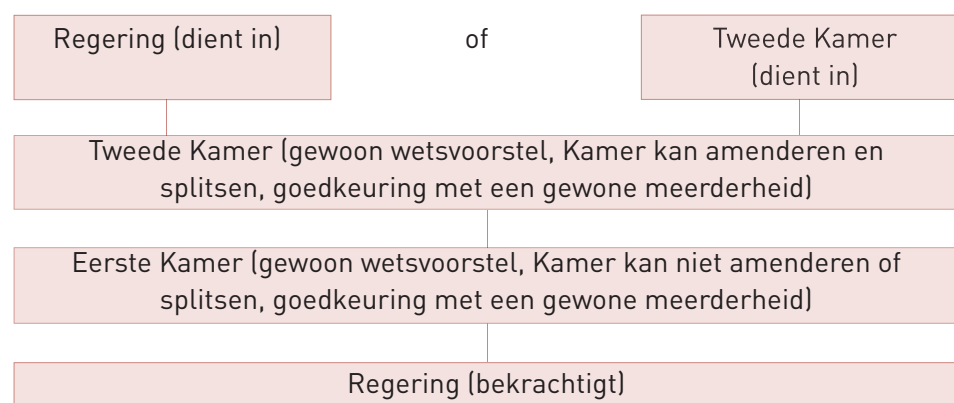 Regering (dient in)
of
Tweede Kamer
(dient in)
Tweede Kamer (gewoon wetsvoorstel, Kamer kan amenderen en
splitsen, goedkeuring met een gewone meerderheid)
Eerste Kamer (gewoon wetsvoorstel, Kamer kan niet amenderen of
splitsen, goedkeuring met een gewone meerderheid)
Regering (bekrachtigt)